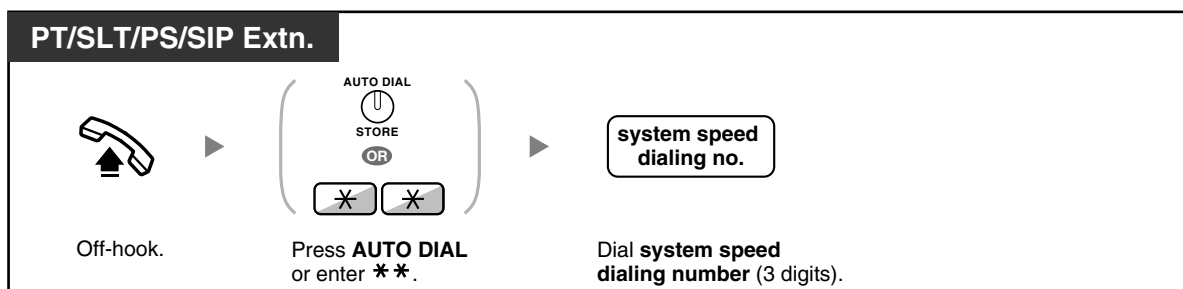 PT/SLT/PS/SIP Extn.
AUTO DIAL
STORE
OR
* *
system speed
dialing no.
Off-hook.
Press AUTO DIAL
or enter **.
Dial system speed
dialing number (3 digits).